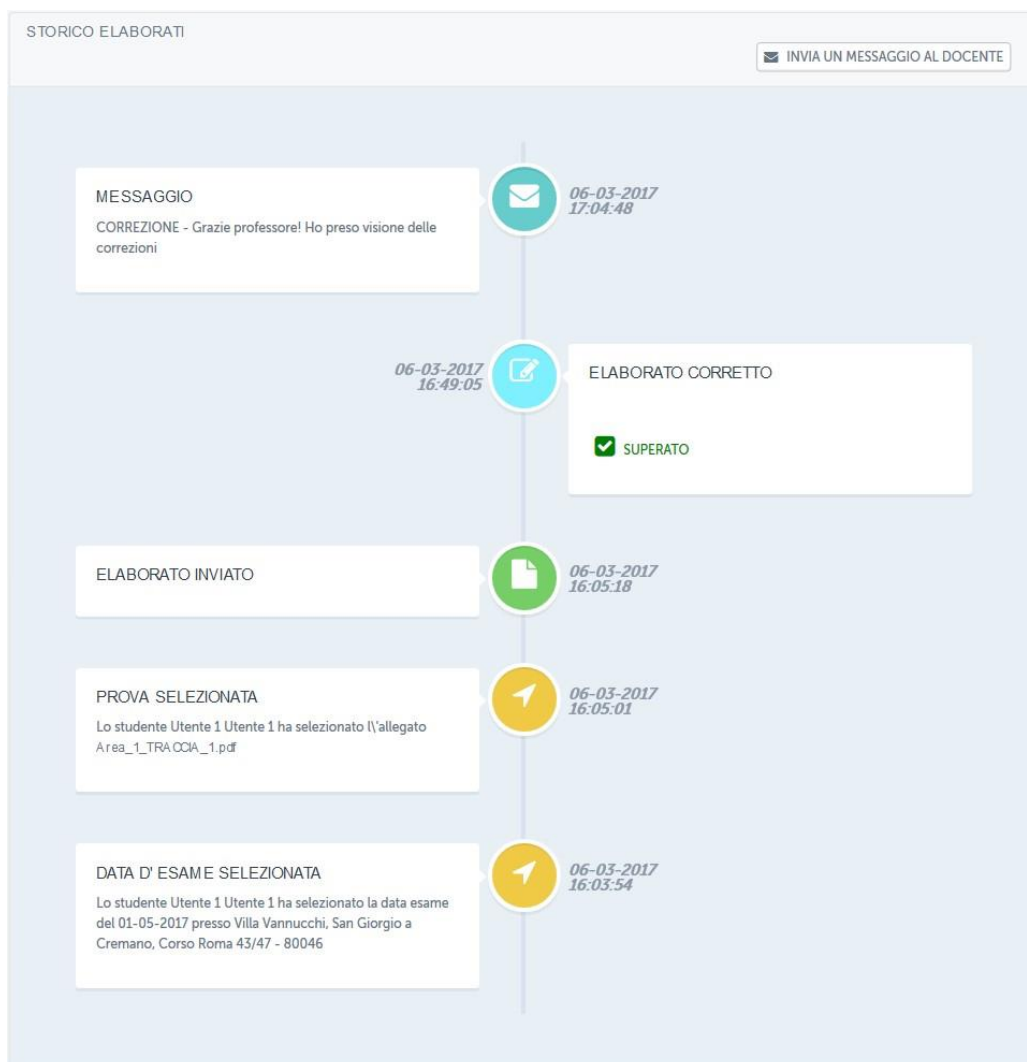 STORICO ELABORATI
INVIA UN MESSAGGIO AL DOCENTE
MESSAGGIO
CORREZIONE - Grazie professore! Ho preso visione delle
correzioni
06-03-2017
17:04:48
06-03-2017
16:49:05
ELABORATO CORRETTO
SUPERATO
ELABORATO INVIATO
06-03-2017
16:05:18
PROVA SELEZIONATA
Lo studente Utente 1 Utente 1 ha selezionato l\'allegato
Area_1_TRACCIA_1.pdf
06-03-2017
16:05:01
DATA D' ESAME SELEZIONATA
Lo studente Utente 1 Utente 1 ha selezionato la data esame
del 01-05-2017 presso Villa Vannucchi, San Giorgio a
Cremano, Corso Roma 43/47 - 80046
06-03-2017
16:03:54